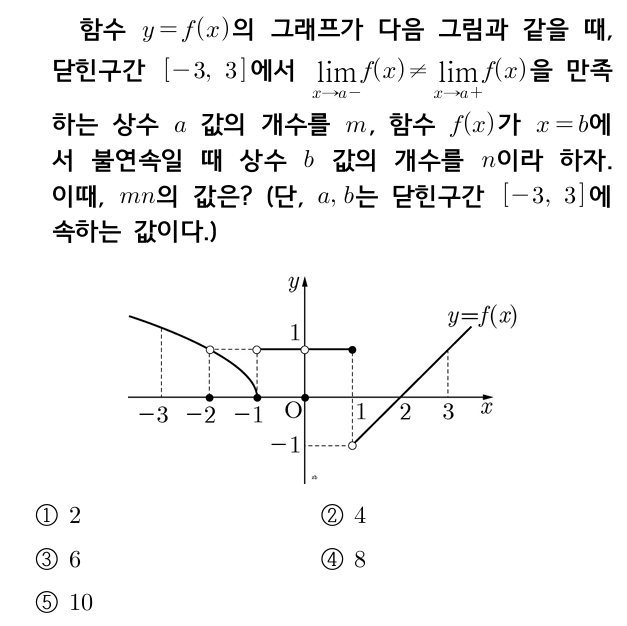 함수 y=f(x)의 그래프가 다음 그림과 같을 때,
닫힌구간 [−3, 3]에서 lim_{x→a−} f(x) ≠ lim_{x→a+} f(x)을 만족
하는 상수 a 값의 개수를 m, 함수 f(x)가 x=b에
서 불연속일 때 상수 b 값의 개수를 n이라 하자.
이때, mn의 값은? (단, a, b는 닫힌구간 [−3, 3]에
속하는 값이다.)
y
y=f(x)
1
−3 −2 −1 O 1 2 3 x
−1
① 2 ② 4
③ 6 ④ 8
⑤ 10